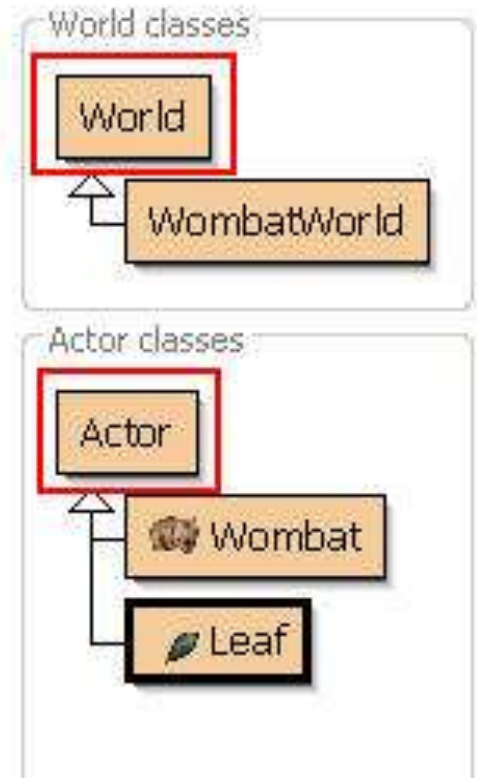 World classes
World
WombatWorld
Actor classes
Actor
Wombat
Leaf